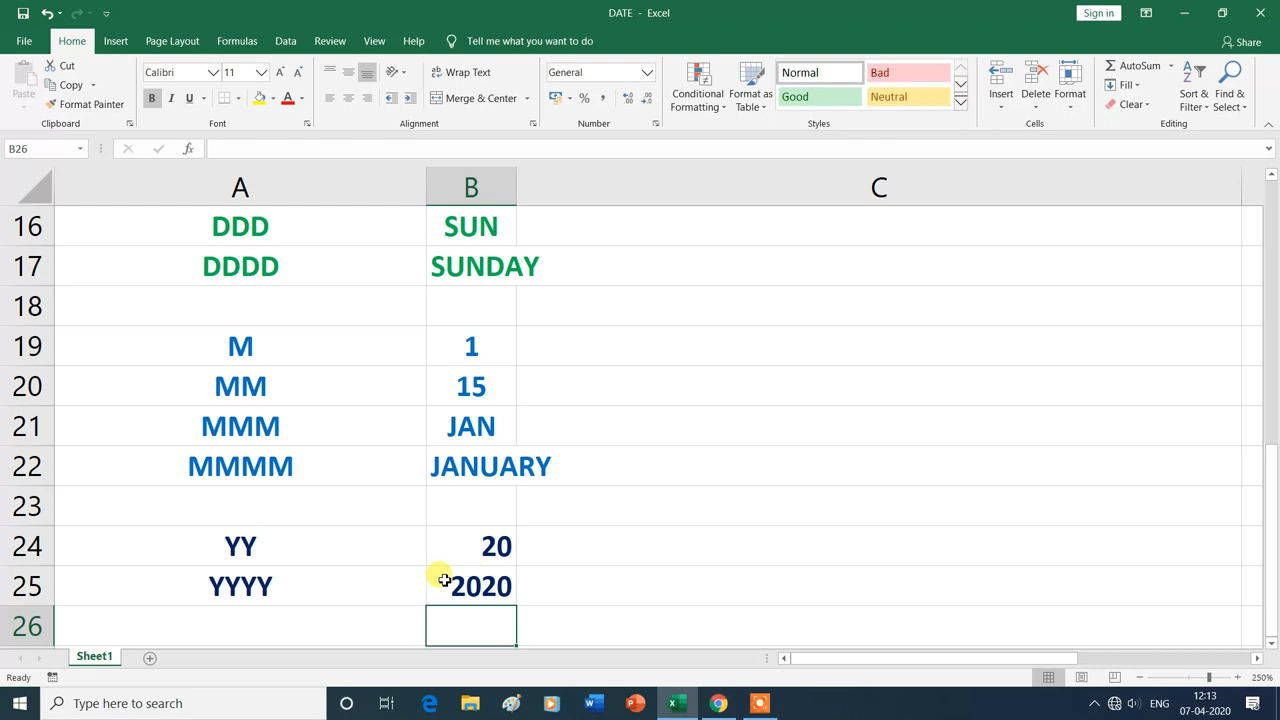 DATE - Excel
Sign in
File Home Insert Page Layout Formulas Data Review View Help Tell me what you want to do Share
Paste
Cut
Copy
Format Painter
Clipboard
Calibri 11
B I U
Font
Wrap Text
Merge & Center
Alignment
General
Number
Conditional Formatting
Format as Table
Normal Bad
Good Neutral
Styles
Insert Delete Format
Cells
AutoSum
Fill
Clear
Sort & Filter
Find & Select
Editing
B26 fx
A B C
16 DDD SUN
17 DDDD SUNDAY
18
19 M 1
20 MM 15
21 MMM JAN
22 MMMM JANUARY
23
24 YY 20
25 YYYY 2020
26
Sheet1
Ready 250%
Type here to search
ENG
12:13
07-04-2020